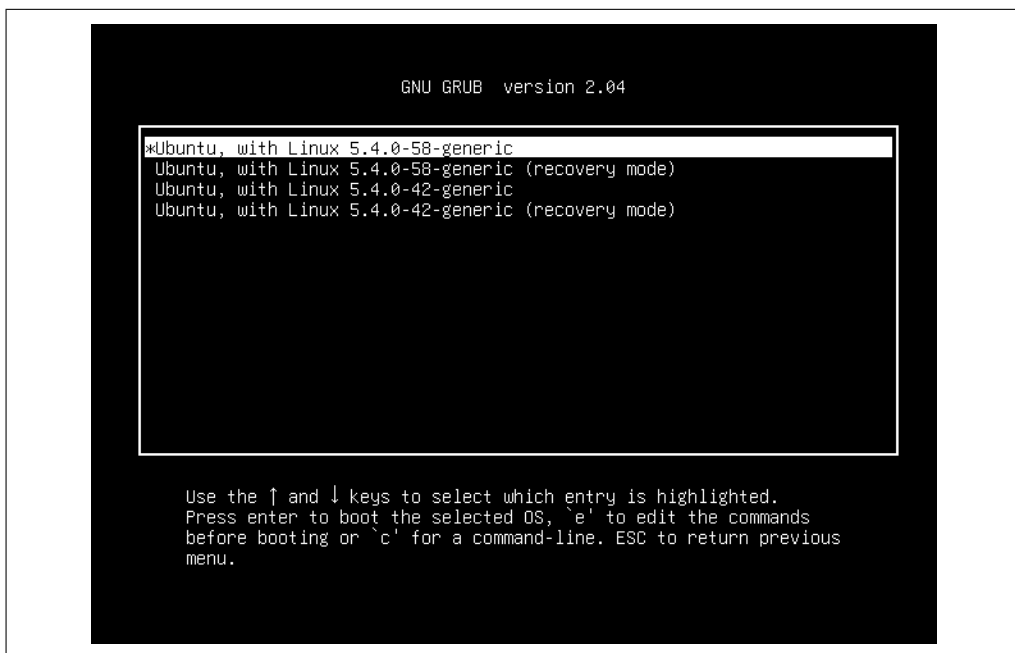 GNU GRUB version 2.04
*Ubuntu, with Linux 5.4.0-58-generic
Ubuntu, with Linux 5.4.0-58-generic (recovery mode)
Ubuntu, with Linux 5.4.0-42-generic
Ubuntu, with Linux 5.4.0-42-generic (recovery mode)
Use the ↑ and ↓ keys to select which entry is highlighted.
Press enter to boot the selected OS, `e' to edit the commands
before booting or `c' for a command-line. ESC to return previous
menu.